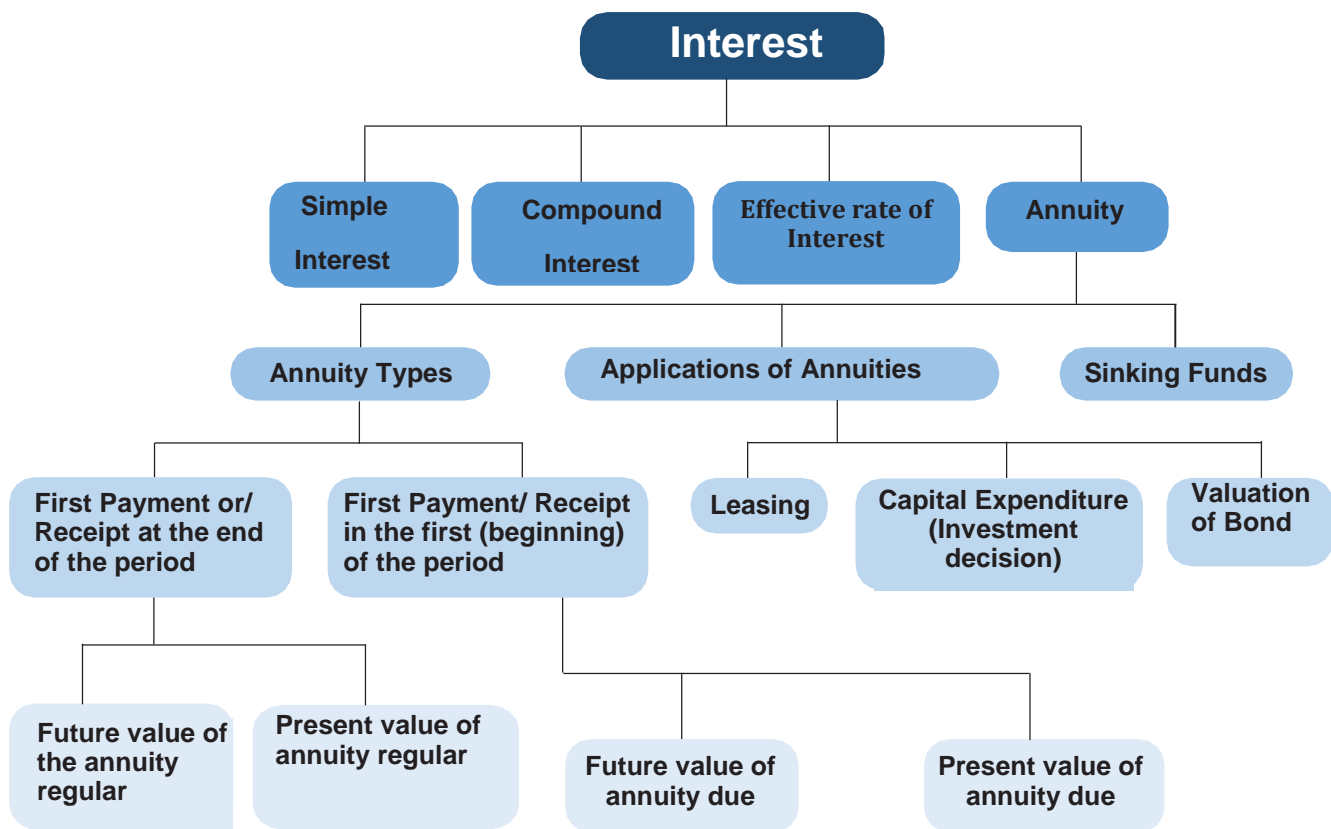 Interest
Simple
Interest
Compound
Interest
Effective rate of
Interest
Annuity
Annuity Types
Applications of Annuities
Sinking Funds
First Payment or/
Receipt at the end
of the period
First Payment/ Receipt
in the first (beginning)
of the period
Leasing
Capital Expenditure
(Investment
decision)
Valuation
of Bond
Future value of
the annuity
regular
Present value of
annuity regular
Future value of
annuity due
Present value of
annuity due